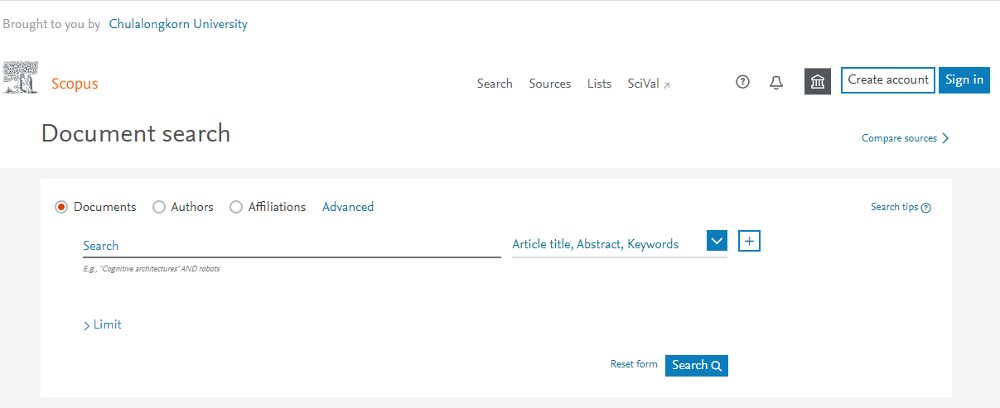 Brought to you by Chulalongkorn University
Scopus
Search Sources Lists SciVal ↗ ? Create account Sign in
Document search
Compare sources
Documents Authors Affiliations Advanced
Search tips ?
Search
Article title, Abstract, Keywords +
E.g., "Cognitive architectures" AND robots
Limit
Reset form Search